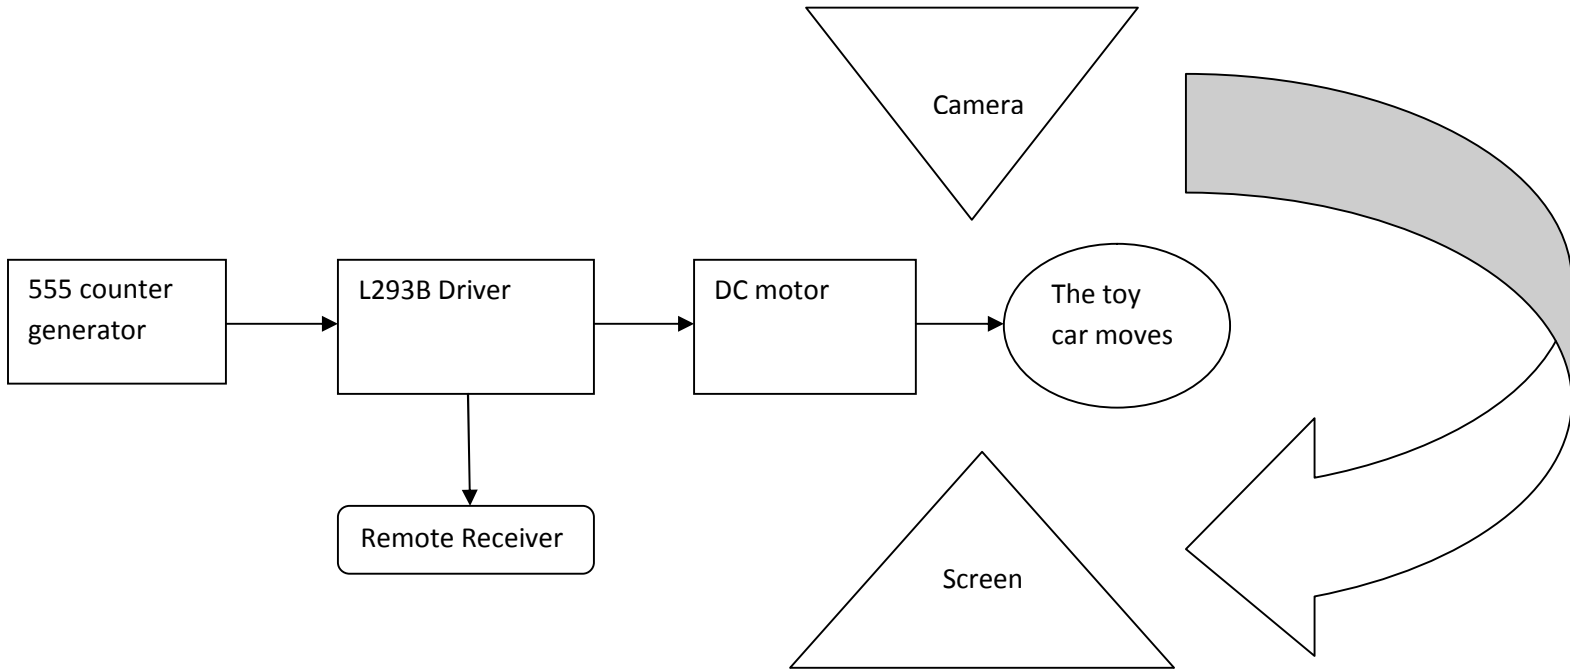 Camera
555 counter
generator
L293B Driver
DC motor
The toy
car moves
Remote Receiver
Screen